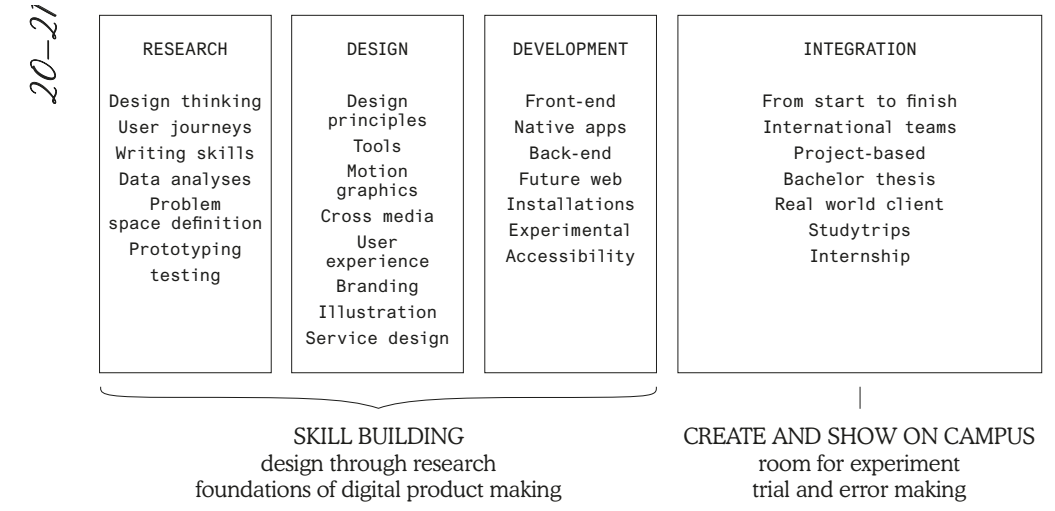 20–21
RESEARCH
Design thinking
User journeys
Writing skills
Data analyses
Problem
space definition
Prototyping
testing
DESIGN
Design
principles
Tools
Motion
graphics
Cross media
User
experience
Branding
Illustration
Service design
DEVELOPMENT
Front-end
Native apps
Back-end
Future web
Installations
Experimental
Accessibility
INTEGRATION
From start to finish
International teams
Project-based
Bachelor thesis
Real world client
Studytrips
Internship
SKILL BUILDING
design through research
foundations of digital product making
CREATE AND SHOW ON CAMPUS
room for experiment
trial and error making